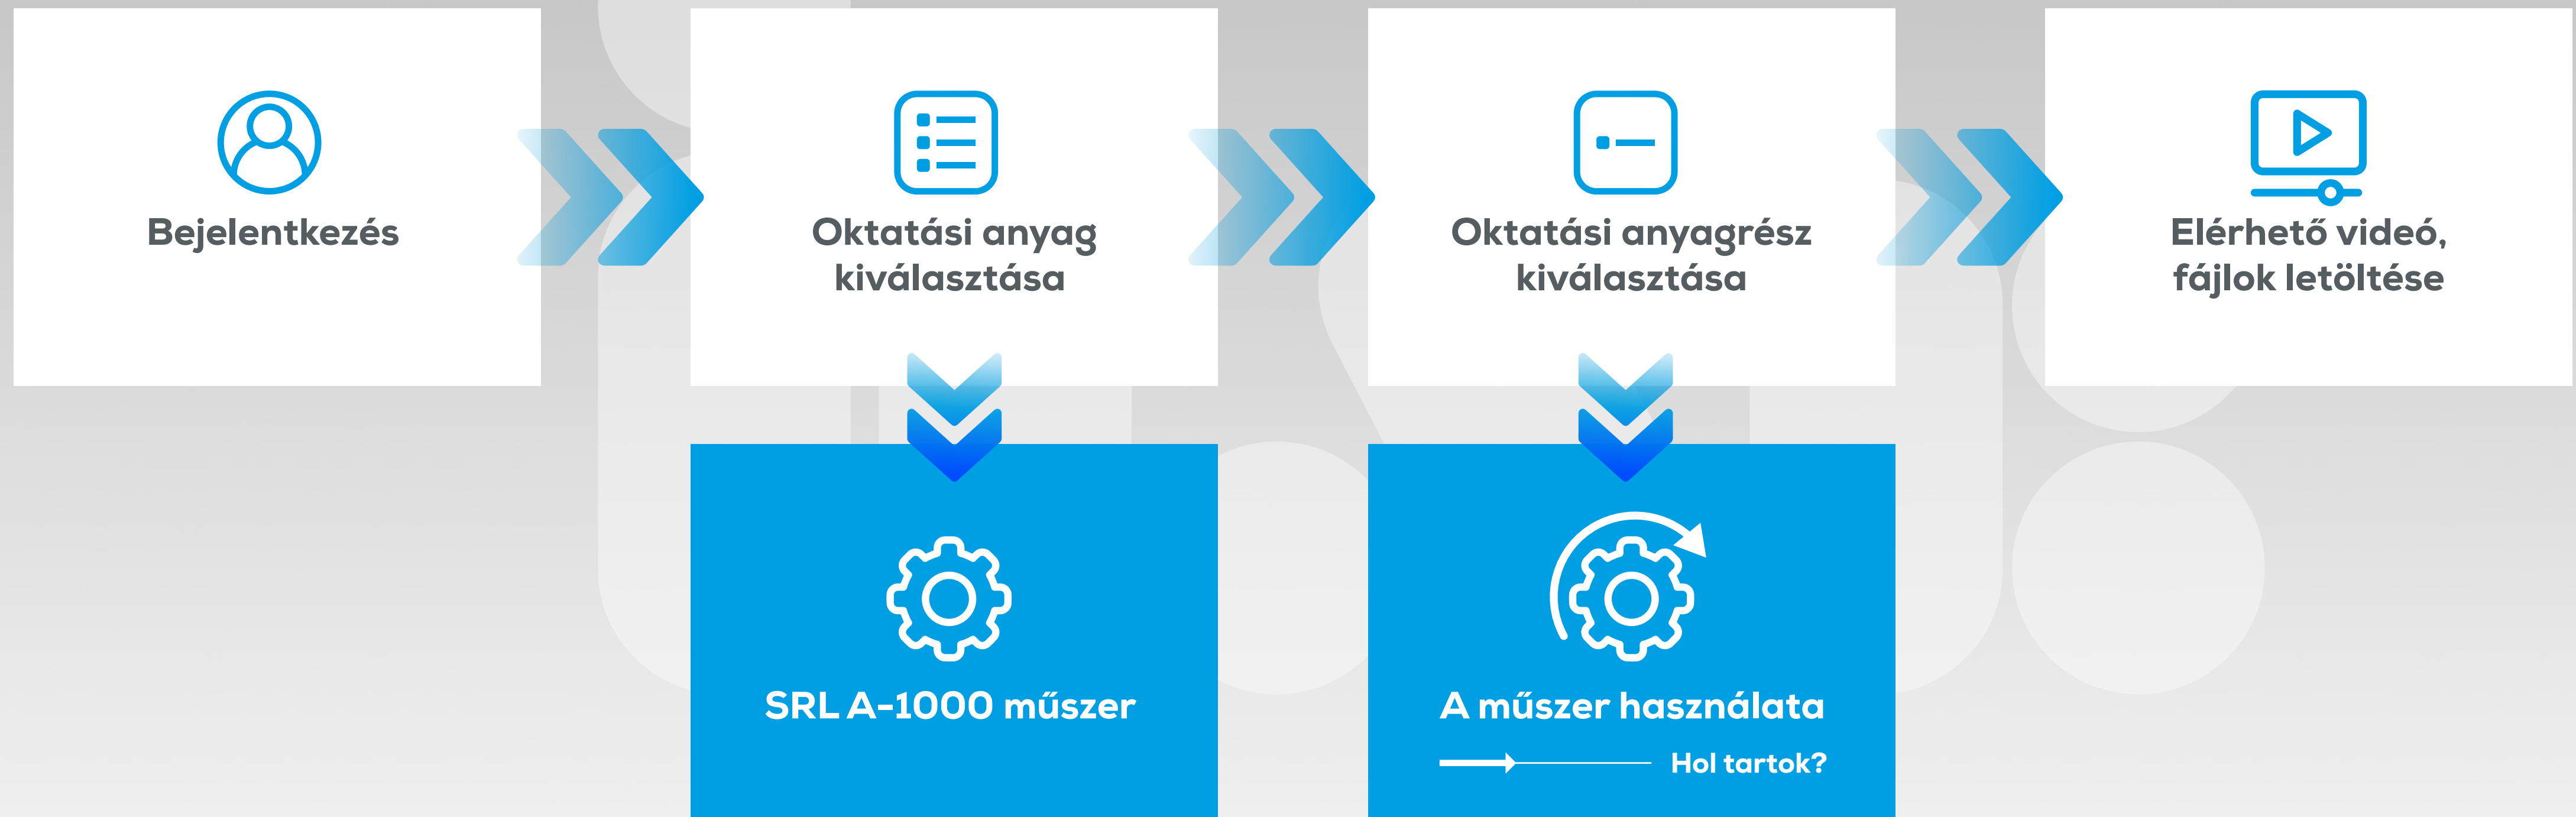 Bejelentkezés
Oktatási anyag
kiválasztása
Oktatási anyagrész
kiválasztása
Elérhető videó,
fájlok letöltése
SRL A-1000 műszer
A műszer használata
Hol tartok?